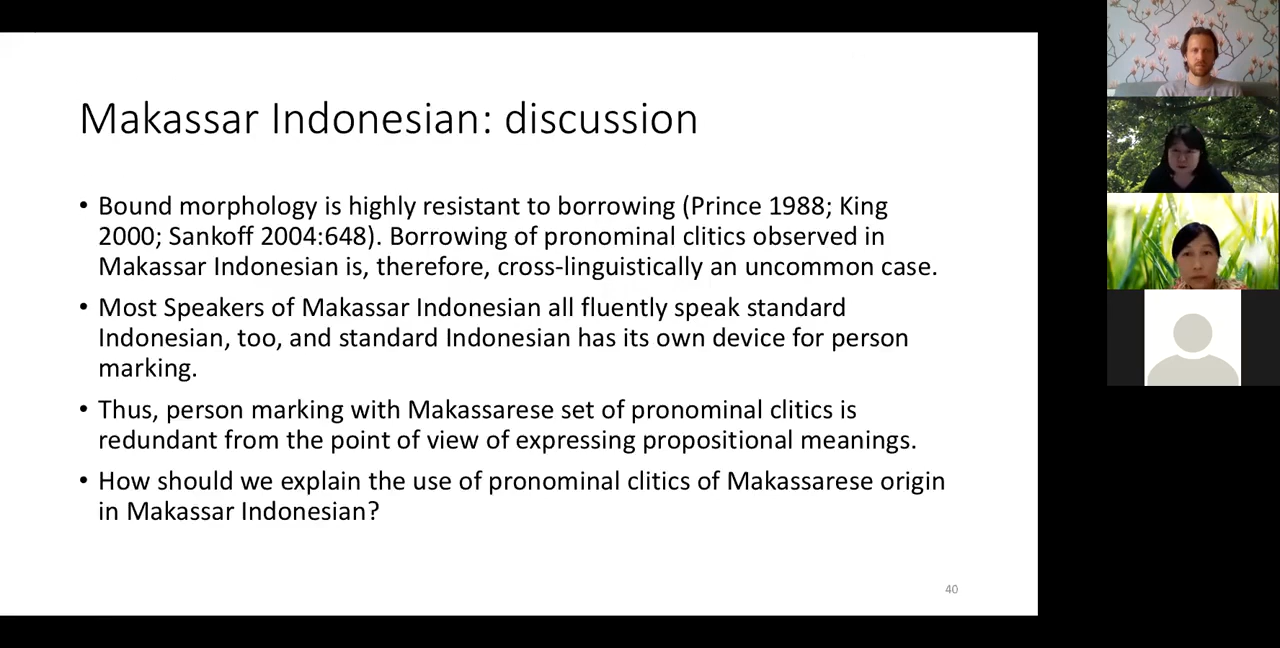 Makassar Indonesian: discussion
• Bound morphology is highly resistant to borrowing (Prince 1988; King
2000; Sankoff 2004:648). Borrowing of pronominal clitics observed in
Makassar Indonesian is, therefore, cross-linguistically an uncommon case.
• Most Speakers of Makassar Indonesian all fluently speak standard
Indonesian, too, and standard Indonesian has its own device for person
marking.
• Thus, person marking with Makassarese set of pronominal clitics is
redundant from the point of view of expressing propositional meanings.
• How should we explain the use of pronominal clitics of Makassarese origin
in Makassar Indonesian?
40